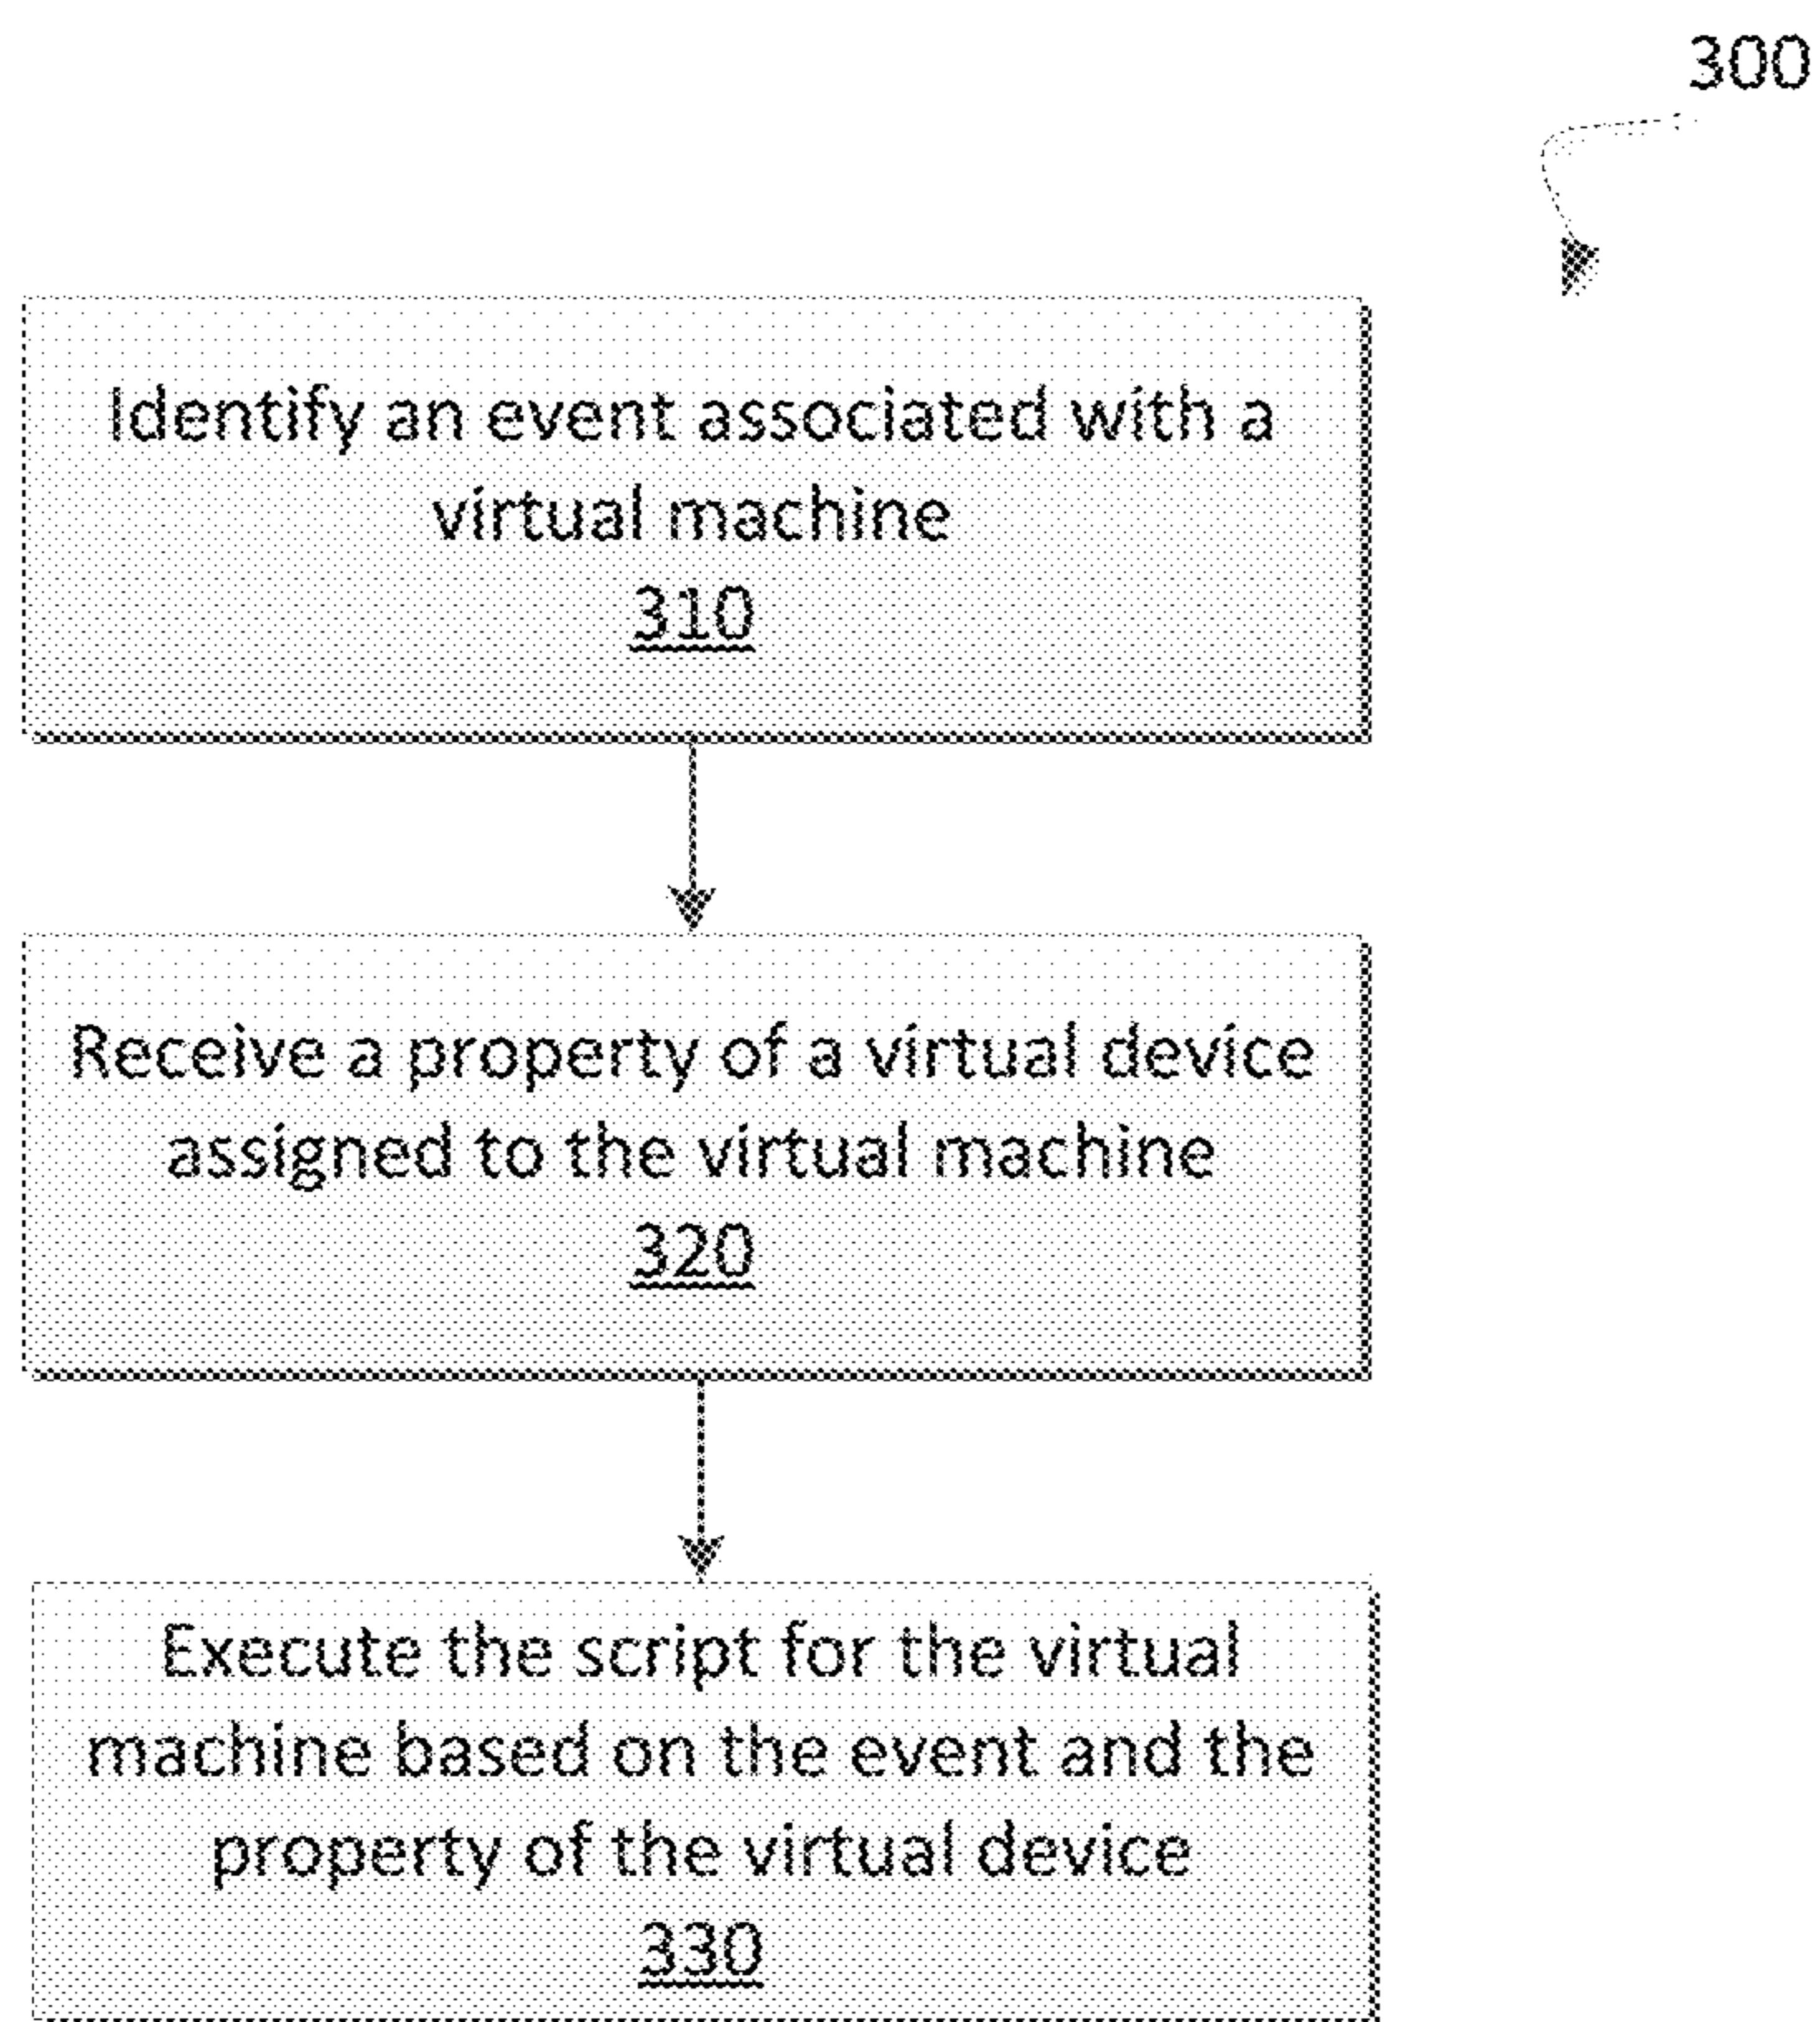 300
Identify an event associated with a
virtual machine
310
Receive a property of a virtual device
assigned to the virtual machine
320
Execute the script for the virtual
machine based on the event and the
property of the virtual device
330